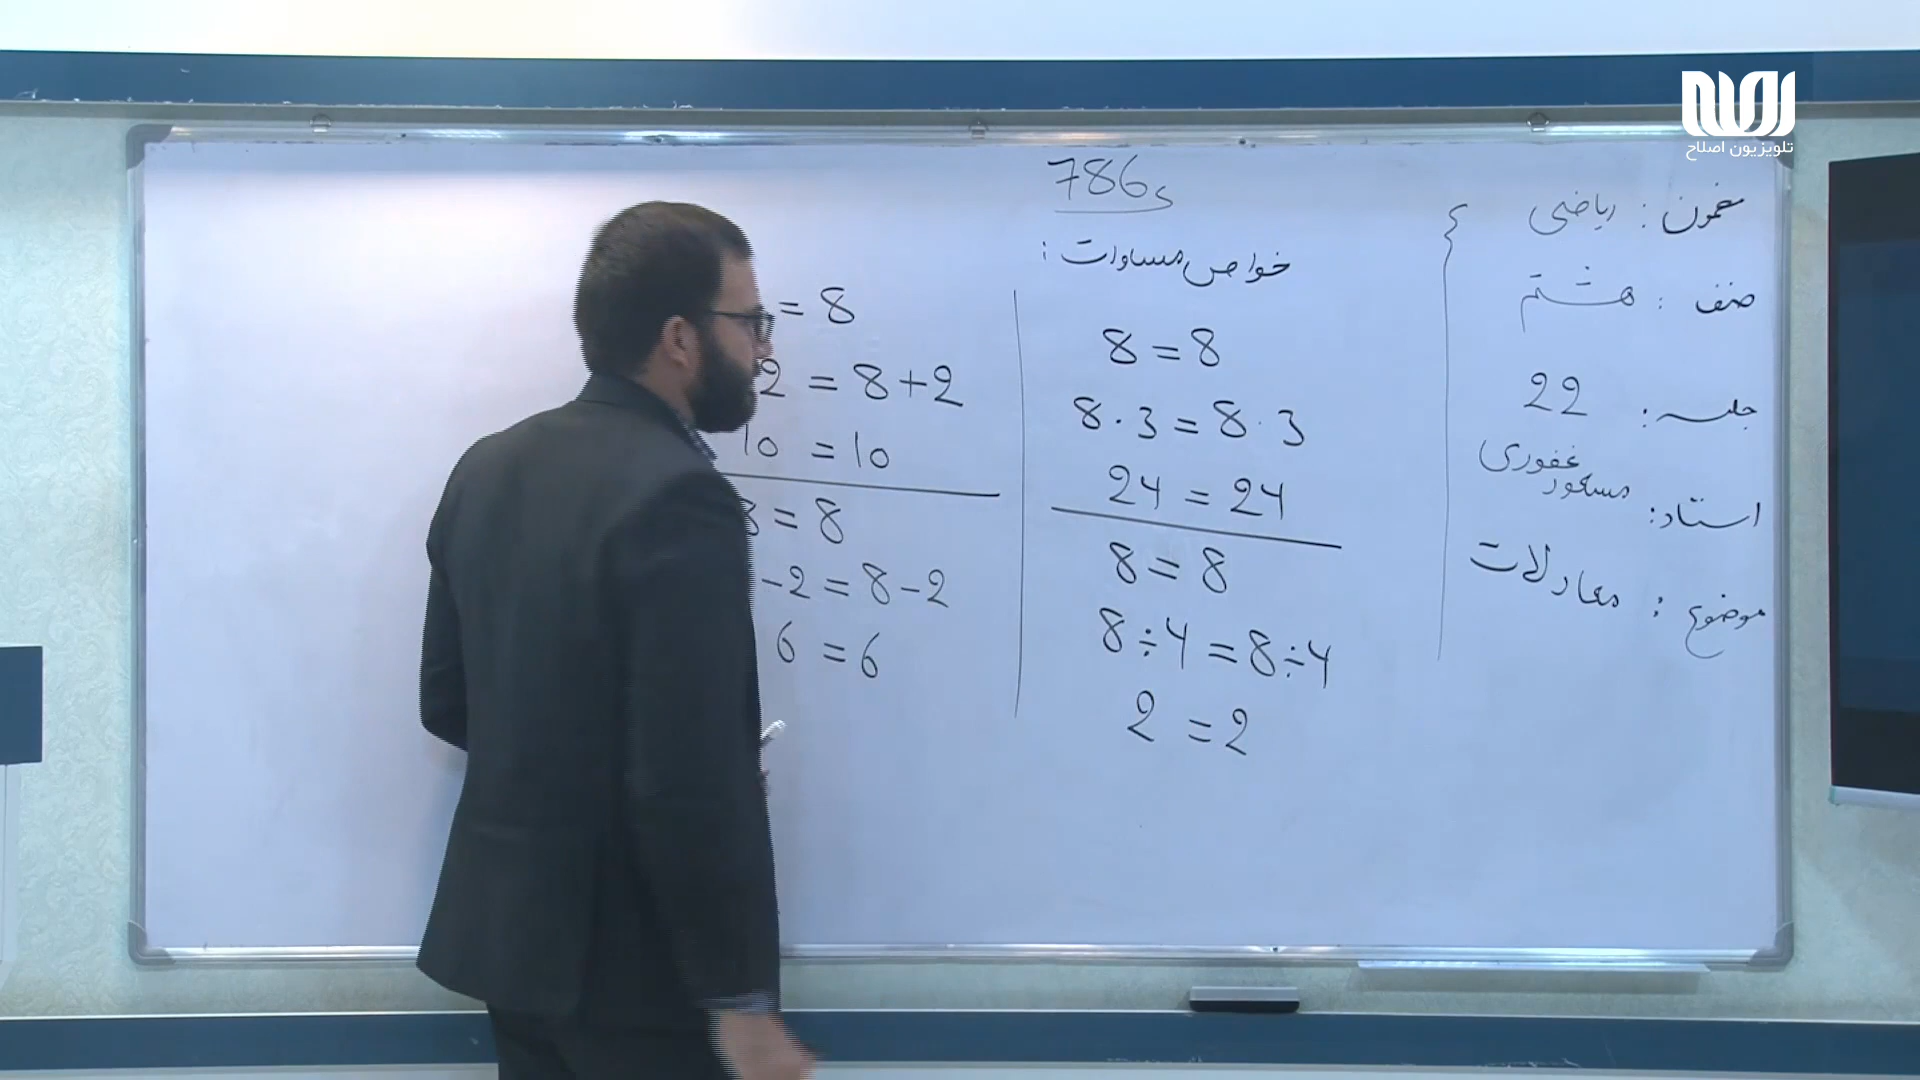 تلویزیون اصلاح
786
مضمون : ریاضی
صنف : هشتم
جلسه : 22
استاد : مسعود غفوری
موضوع : معادلات
خواص مساوات :
8 = 8
8 · 3 = 8 · 3
24 = 24
8 = 8
8 ÷ 4 = 8 ÷ 4
2 = 2
= 8
2 = 8 + 2
10 = 10
8 = 8
- 2 = 8 - 2
6 = 6